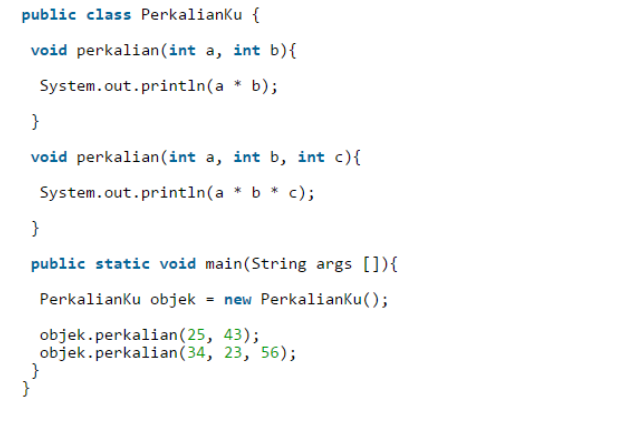 public class PerkalianKu {
void perkalian(int a, int b){
System.out.println(a * b);
}
void perkalian(int a, int b, int c){
System.out.println(a * b * c);
}
public static void main(String args []){
PerkalianKu objek = new PerkalianKu();
objek.perkalian(25, 43);
objek.perkalian(34, 23, 56);
}
}